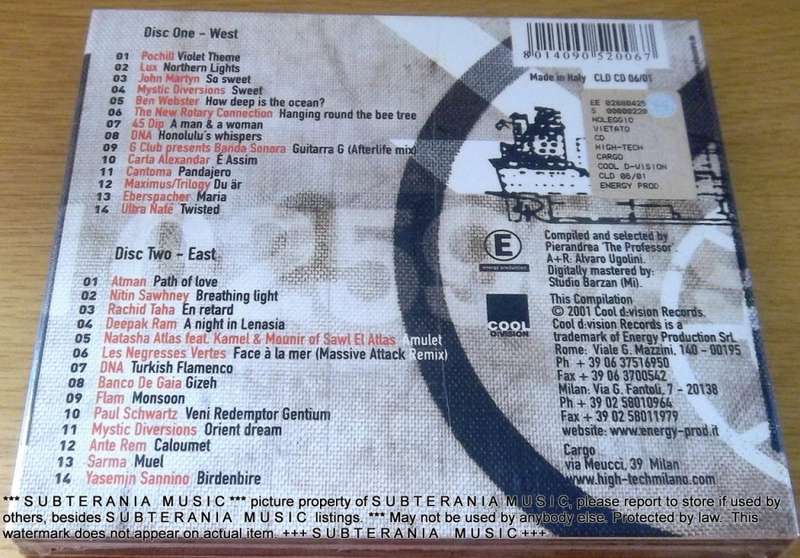 Disc One - West
01 Pochill Violet Theme
02 Lux Northern Lights
03 John Martyn So sweet
04 Mystic Diversions Sweet
05 Ben Webster How deep is the ocean?
06 The New Rotary Connection Hanging round the bee tree
07 45 Dip A man & a woman
08 DNA Honolulu's whispers
09 G Club presents Banda Sonora Guitarra G (Afterlife mix)
10 Carla Alexandar É Assim
11 Cantoma Pandajero
12 Maximus/Trilogy Du är
13 Eberspacher Maria
14 Ultra Naté Twisted
Disc Two - East
01 Atman Path of love
02 Nitin Sawhney Breathing light
03 Rachid Taha En retard
04 Deepak Ram A night in Lenasia
05 Natasha Atlas feat. Kamel & Mounir of Sawl El Atlas Amulet
06 Les Negresses Vertes Face à la mer (Massive Attack Remix)
07 DNA Turkish Flamenco
08 Banco De Gaia Gizeh
09 Flam Monsoon
10 Paul Schwartz Veni Redemptor Gentium
11 Mystic Diversions Orient dream
12 Ante Rem Caloumet
13 Sarma Muel
14 Yasemin Sannino Birdenbire
8 014090 520067
Made in Italy CLD CD 06/01
EE 02880425
S 00000220
NOLEGGIO
VIETATO
CD
HIGH-TECH
CARGO
COOL D-VISION
CLD 06/01
ENERGY PROD
E
energy production
COOL
D:VISION
Compiled and selected by
Pierandrea 'The Professor'
A+R: Alvaro Ugolini.
Digitally mastered by:
Studio Barzan (Mi).
This Compilation
© 2001 Cool d:vision Records.
Cool d:vision Records is a
trademark of Energy Production Srl
Rome: Viale G. Mazzini, 140 - 00195
Ph + 39 06 37516950
Fax + 39 06 3700542
Milan: Via G. Fantoli, 7 - 20138
Ph + 39 02 58010964
Fax + 39 02 58011979
website: www.energy-prod.it
Cargo
via Meucci, 39 Milan
www.high-techmilano.com
*** SUBTERANIA MUSIC *** picture property of SUBTERANIA MUSIC, please report to store if used by
others, besides SUBTERANIA MUSIC listings. *** May not be used by anybody else. Protected by law. This
watermark does not appear on actual item. +++ SUBTERANIA MUSIC +++